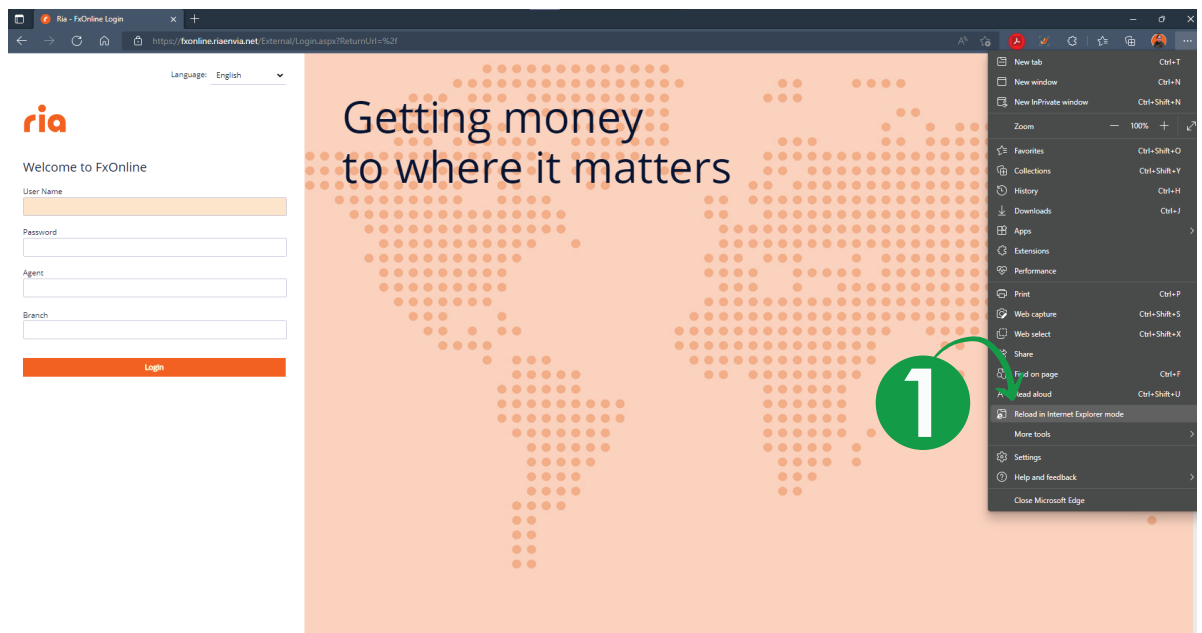 Ria - FxOnline Login
https://fxonline.riaenvia.net/External/Login.aspx?ReturnUrl=%2f
Language: English
ria
Welcome to FxOnline
User Name
Password
Agent
Branch
Login
Getting money
to where it matters
New tab Ctrl+T
New window Ctrl+N
New InPrivate window Ctrl+Shift+N
Zoom — 100% +
Favorites Ctrl+Shift+O
Collections Ctrl+Shift+Y
History Ctrl+H
Downloads Ctrl+J
Apps
Extensions
Performance
Print Ctrl+P
Web capture Ctrl+Shift+S
Web select Ctrl+Shift+X
Share
Find on page Ctrl+F
Read aloud Ctrl+Shift+U
1
Reload in Internet Explorer mode
More tools
Settings
Help and feedback
Close Microsoft Edge